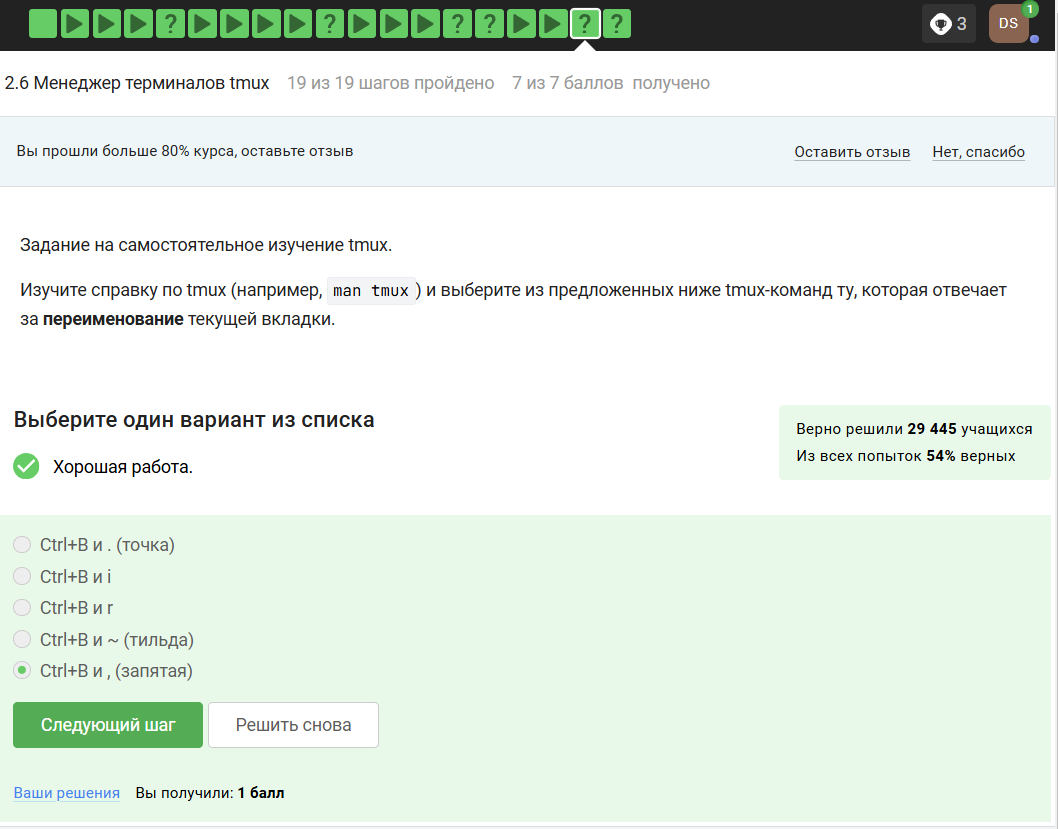 ? ? ? ? ? ? 3 DS 1
2.6 Менеджер терминалов tmux 19 из 19 шагов пройдено 7 из 7 баллов получено
Вы прошли больше 80% курса, оставьте отзыв Оставить отзыв Нет, спасибо
Задание на самостоятельное изучение tmux.
Изучите справку по tmux (например, man tmux ) и выберите из предложенных ниже tmux-команд ту, которая отвечает
за переименование текущей вкладки.
Выберите один вариант из списка
Хорошая работа.
Верно решили 29 445 учащихся
Из всех попыток 54% верных
Ctrl+B и . (точка)
Ctrl+B и i
Ctrl+B и r
Ctrl+B и ~ (тильда)
Ctrl+B и , (запятая)
Следующий шаг Решить снова
Ваши решения Вы получили: 1 балл